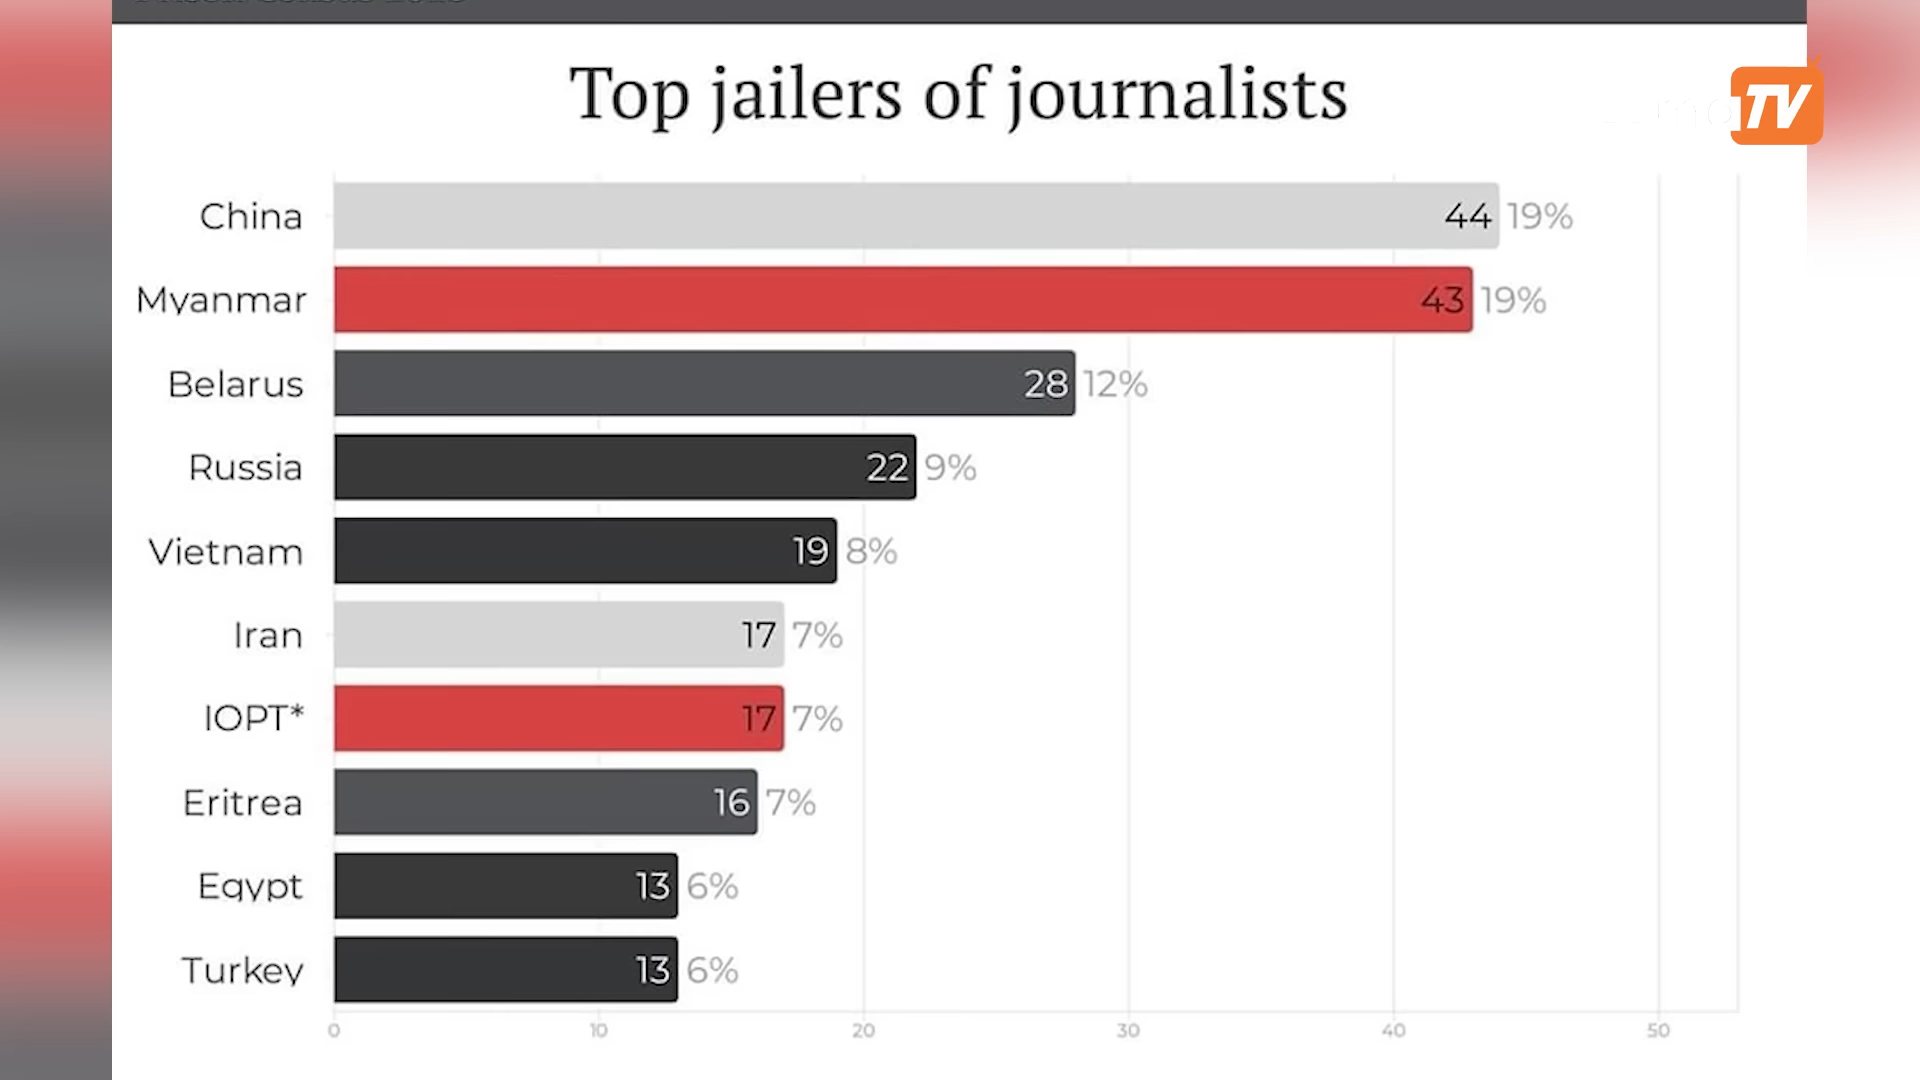 Top jailers of journalists
TV
China 44 19%
Myanmar 43 19%
Belarus 28 12%
Russia 22 9%
Vietnam 19 8%
Iran 17 7%
IOPT* 17 7%
Eritrea 16 7%
Egypt 13 6%
Turkey 13 6%
0 10 20 30 40 50